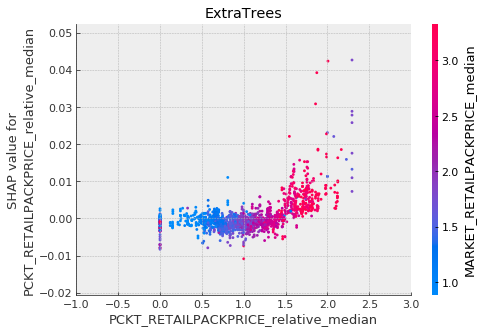 ExtraTrees
0.05
0.04
0.03
0.02
0.01
0.00
−0.01
−0.02
SHAP value for
PCKT_RETAILPACKPRICE_relative_median
−1.0 −0.5 0.0 0.5 1.0 1.5 2.0 2.5 3.0
PCKT_RETAILPACKPRICE_relative_median
3.0
2.5
2.0
1.5
1.0
MARKET_RETAILPACKPRICE_median